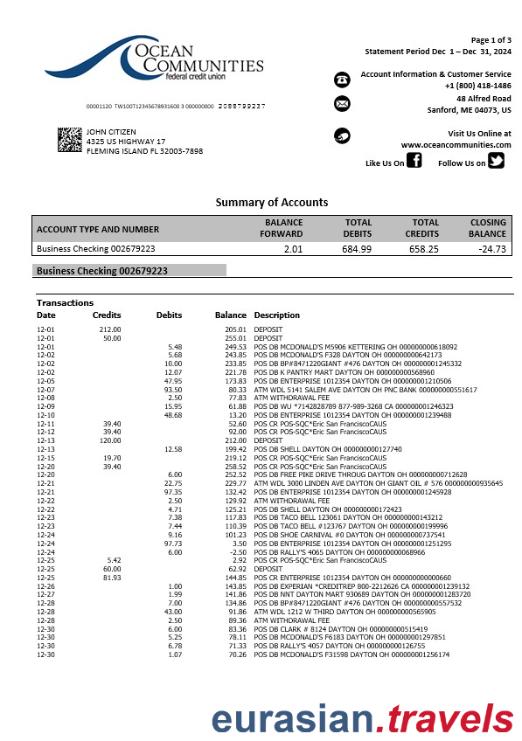 OCEAN
COMMUNITIES
federal credit union
Page 1 of 3
Statement Period Dec 1 – Dec 31, 2024
Account Information & Customer Service
+1 (800) 418-1486
48 Alfred Road
Sanford, ME 04073, US
Visit Us Online at
www.oceancommunities.com
Like Us On f Follow Us on
JOHN CITIZEN
4325 US HIGHWAY 17
FLEMING ISLAND FL 32003-7898
Summary of Accounts
ACCOUNT TYPE AND NUMBER BALANCE FORWARD TOTAL DEBITS TOTAL CREDITS CLOSING BALANCE
Business Checking 002679223 2.01 684.99 658.25 -24.73
Business Checking 002679223
Transactions
Date Credits Debits Balance Description
12-01 212.00 205.01 DEPOSIT
12-01 50.00 255.01 DEPOSIT
12-01 5.48 249.53 POS DB MCDONALD'S M5906 KETTERING OH 000000000618092
12-02 5.68 243.85 POS DB MCDONALD'S F328 DAYTON OH 000000000642173
12-02 10.00 233.85 POS DB BP#8471220GIANT #476 DAYTON OH 000000001245332
12-02 12.07 221.78 POS DB K PANTRY MART DAYTON OH 000000000568960
12-05 47.95 173.83 POS DB ENTERPRISE 1012354 DAYTON OH 000000001210506
12-07 93.50 80.33 ATM WDL 5141 SALEM AVE DAYTON OH PNC BANK 000000000551617
12-08 2.50 77.83 ATM WITHDRAWAL FEE
12-09 15.95 61.88 POS DB WU *7142828789 877-989-3268 CA 000000001246323
12-10 48.68 13.20 POS DB ENTERPRISE 1012354 DAYTON OH 000000001239488
12-11 39.40 52.60 POS CR POS-SQC*Eric San FranciscoCAUS
12-12 39.40 92.00 POS CR POS-SQC*Eric San FranciscoCAUS
12-13 120.00 212.00 DEPOSIT
12-13 12.58 199.42 POS DB SHELL DAYTON OH 000000127740
12-15 19.70 219.12 POS CR POS-SQC*Eric San FranciscoCAUS
12-20 39.40 258.52 POS CR POS-SQC*Eric San FranciscoCAUS
12-20 6.00 252.52 POS DB FREE PIKE DRIVE THROUG DAYTON OH 000000000712628
12-21 22.75 229.77 ATM WDL 3000 LINDEN AVE DAYTON OH GIANT OIL # 576 000000000935645
12-21 97.35 132.42 POS DB ENTERPRISE 1012354 DAYTON OH 000000001245928
12-22 2.50 129.92 ATM WITHDRAWAL FEE
12-22 4.71 125.21 POS DB SHELL DAYTON OH 000000172423
12-23 7.38 117.83 POS DB TACO BELL 123061 DAYTON OH 000000000143212
12-23 7.44 110.39 POS DB TACO BELL #123767 DAYTON OH 000000000199996
12-24 9.16 101.23 POS DB SHOE CARNIVAL #0 DAYTON OH 000000000737541
12-24 97.73 3.50 POS DB ENTERPRISE 1012354 DAYTON OH 000000001251295
12-24 6.00 -2.50 POS DB RALLY'S 4065 DAYTON OH 000000068966
12-25 5.42 2.92 POS CR POS-SQC*Eric San FranciscoCAUS
12-25 60.00 62.92 DEPOSIT
12-25 81.93 144.85 POS CR ENTERPRISE 1012354 DAYTON OH 000000000000660
12-26 1.00 143.85 POS DB EXPERIAN *CREDITREP 800-2212626 CA 000000001239132
12-27 1.99 141.86 POS DB NNT DAYTON MART 930689 DAYTON OH 000000001283720
12-28 7.00 134.86 POS DB BP#8471220GIANT #476 DAYTON OH 000000000557532
12-28 43.00 91.86 ATM WDL 1212 W THIRD DAYTON OH 000000000565905
12-28 2.50 89.36 ATM WITHDRAWAL FEE
12-30 6.00 83.36 POS DB CLARK # 8124 DAYTON OH 000000000515419
12-30 5.25 78.11 POS DB MCDONALD'S F6183 DAYTON OH 000000001297851
12-30 6.78 71.33 POS DB RALLY'S 4057 DAYTON OH 000000000126755
12-30 1.07 70.26 POS DB MCDONALD'S F31598 DAYTON OH 000000001256174
eurasian.travels